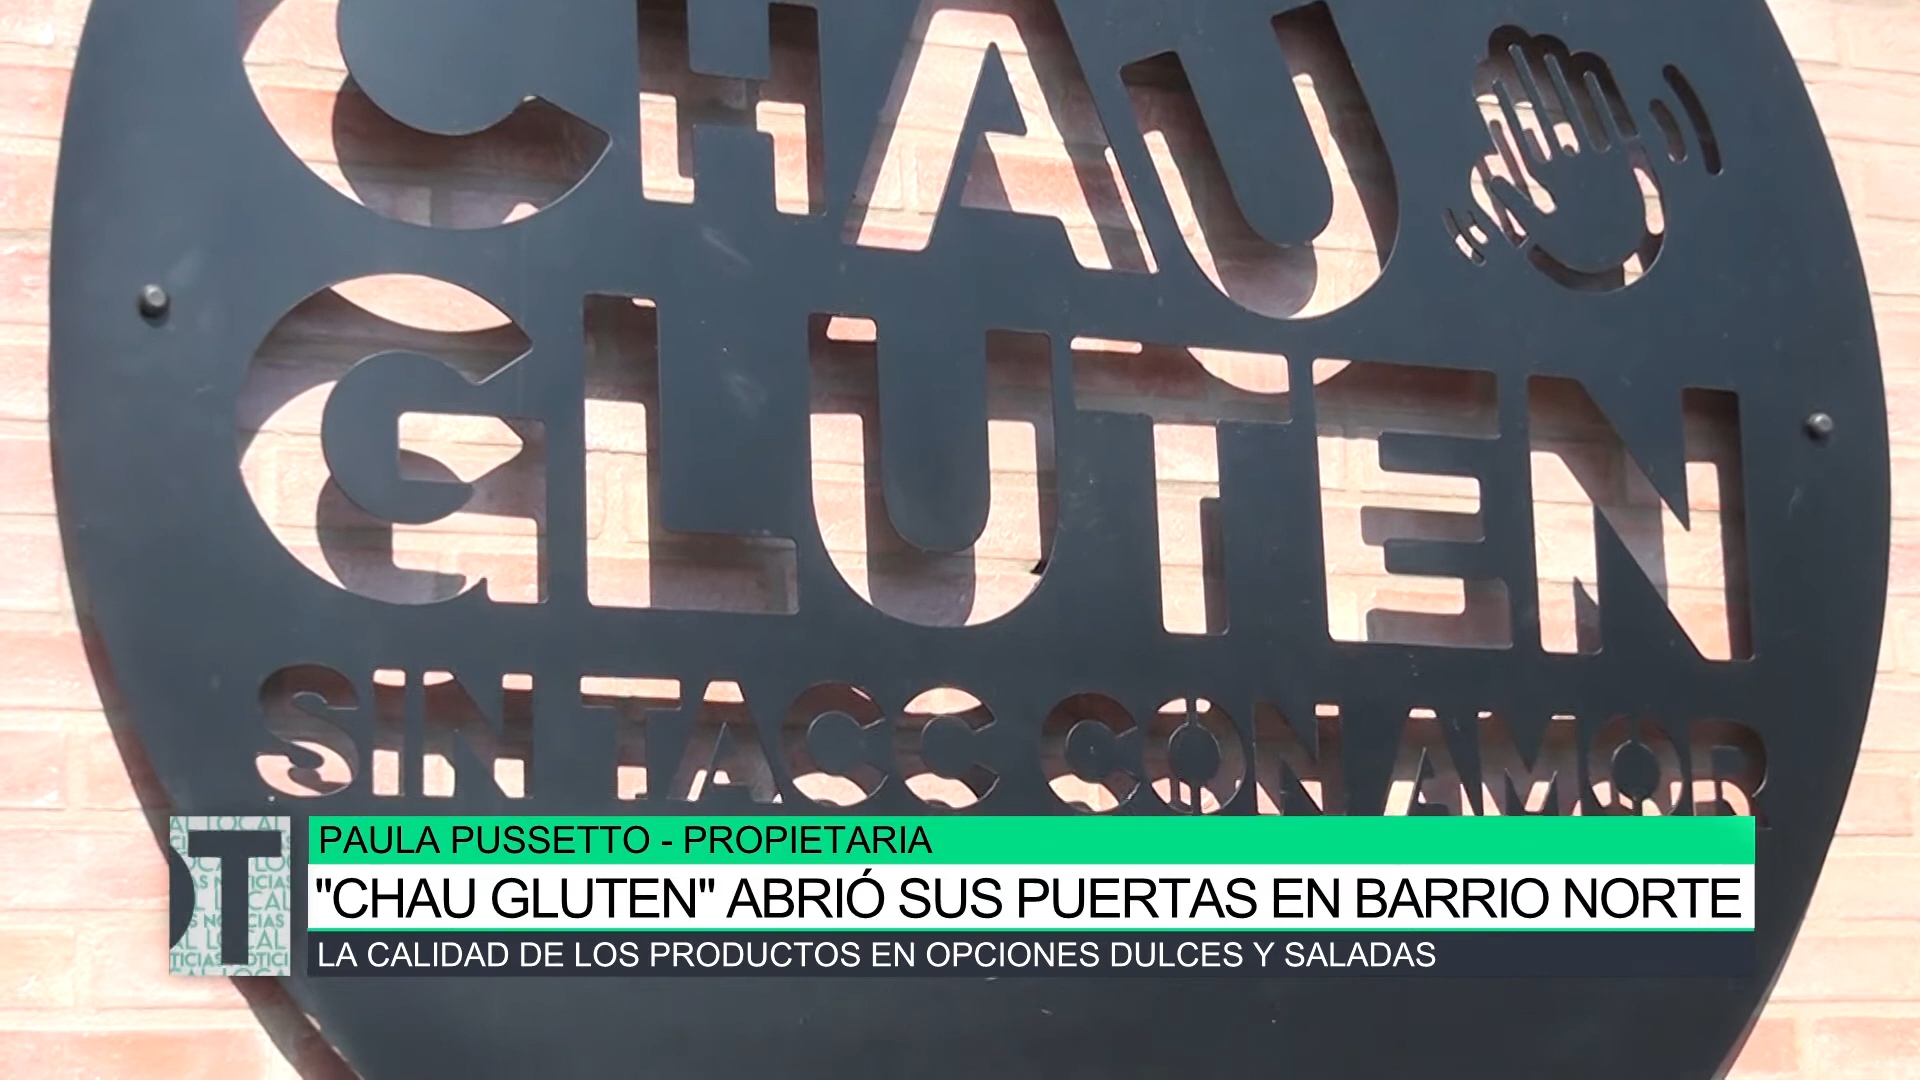 CHAU
GLUTEN
SIN TACC CON AMOR
PAULA PUSSETTO - PROPIETARIA
"CHAU GLUTEN" ABRIÓ SUS PUERTAS EN BARRIO NORTE
LA CALIDAD DE LOS PRODUCTOS EN OPCIONES DULCES Y SALADAS